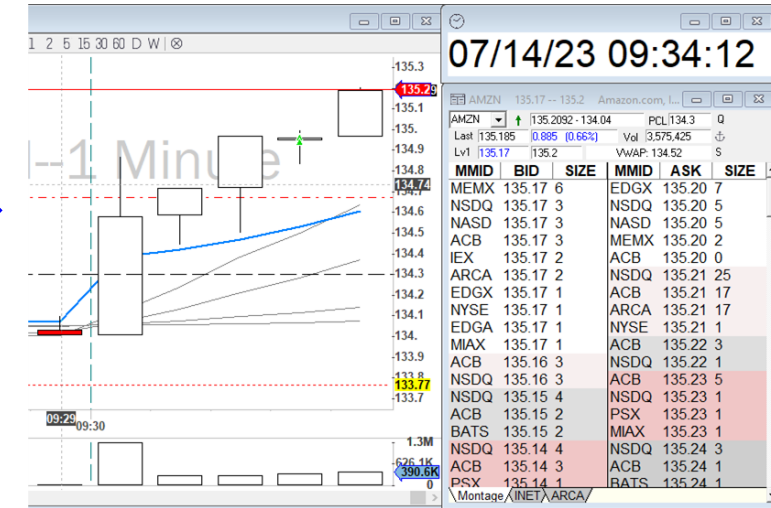 1 2 5 15 30 60 D W
1 Minute
135.3
135.29
135.1
135.
134.9
134.8
134.74
134.7
134.6
134.5
134.4
134.3
134.2
134.1
134.
133.9
133.8
133.77
133.7
09:29
09:30
1.3M
626.1K
390.6K
0
07/14/23 09:34:12
AMZN 135.17 -- 135.2 Amazon.com, I...
AMZN 135.2092 - 134.04 PCL 134.3 Q
Last 135.185 0.885 (0.66%) Vol 3,575,425
Lv1 135.17 135.2 VWAP: 134.52 S
MMID BID SIZE MMID ASK SIZE
MEMX 135.17 6 EDGX 135.20 7
NSDQ 135.17 3 NSDQ 135.20 5
NASD 135.17 3 NASD 135.20 5
ACB 135.17 3 MEMX 135.20 2
IEX 135.17 2 ACB 135.20 0
ARCA 135.17 2 NSDQ 135.21 25
EDGX 135.17 1 ACB 135.21 17
NYSE 135.17 1 ARCA 135.21 17
EDGA 135.17 1 NYSE 135.21 1
MIAX 135.17 1 ACB 135.22 3
ACB 135.16 3 NSDQ 135.22 1
NSDQ 135.16 3 ACB 135.23 5
NSDQ 135.15 4 NSDQ 135.23 1
ACB 135.15 2 PSX 135.23 1
BATS 135.15 2 MIAX 135.23 1
NSDQ 135.14 4 NSDQ 135.24 3
ACB 135.14 3 ACB 135.24 1
PSX 135.14 1 BATS 135.24 1
Montage INET ARCA